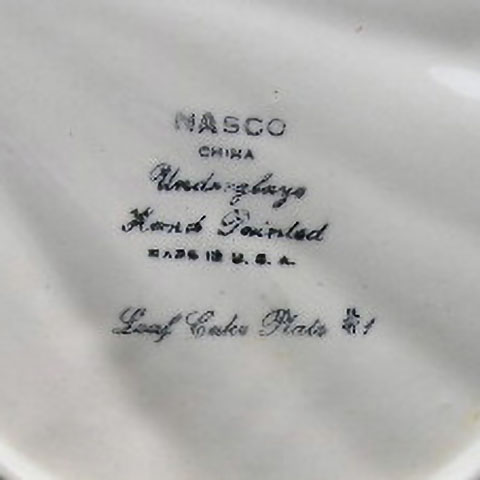 NASCO
CHINA
Underglaze
Hand Painted
MADE IN U.S.A.
Leaf Cake Plate #1